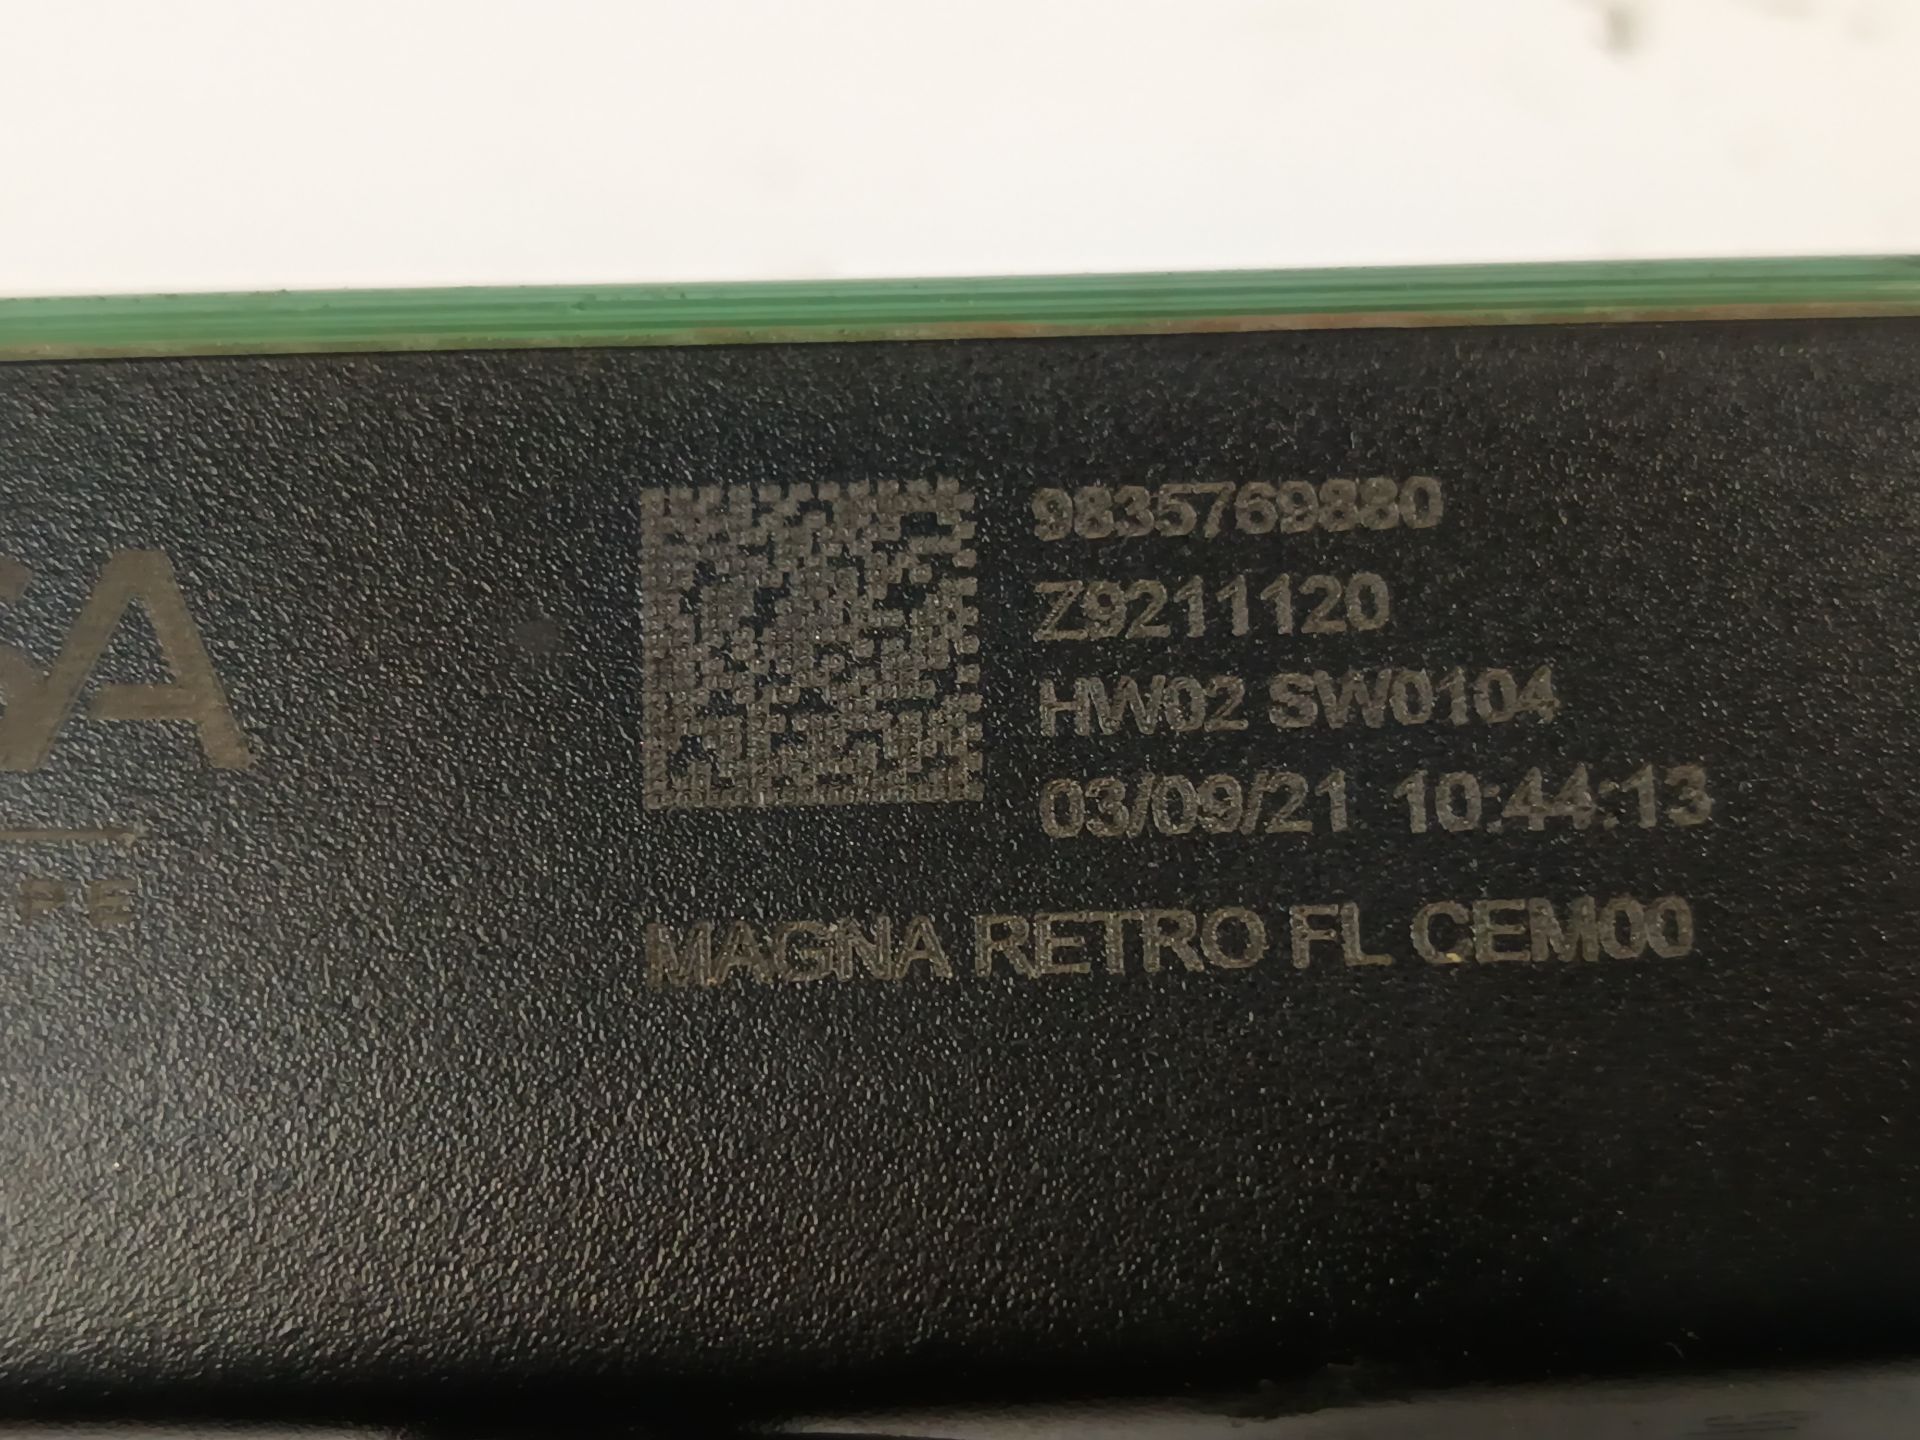 9835769880
Z9211120
HW02 SW0104
03/09/21 10:44:13
MAGNA RETRO FL CEM00